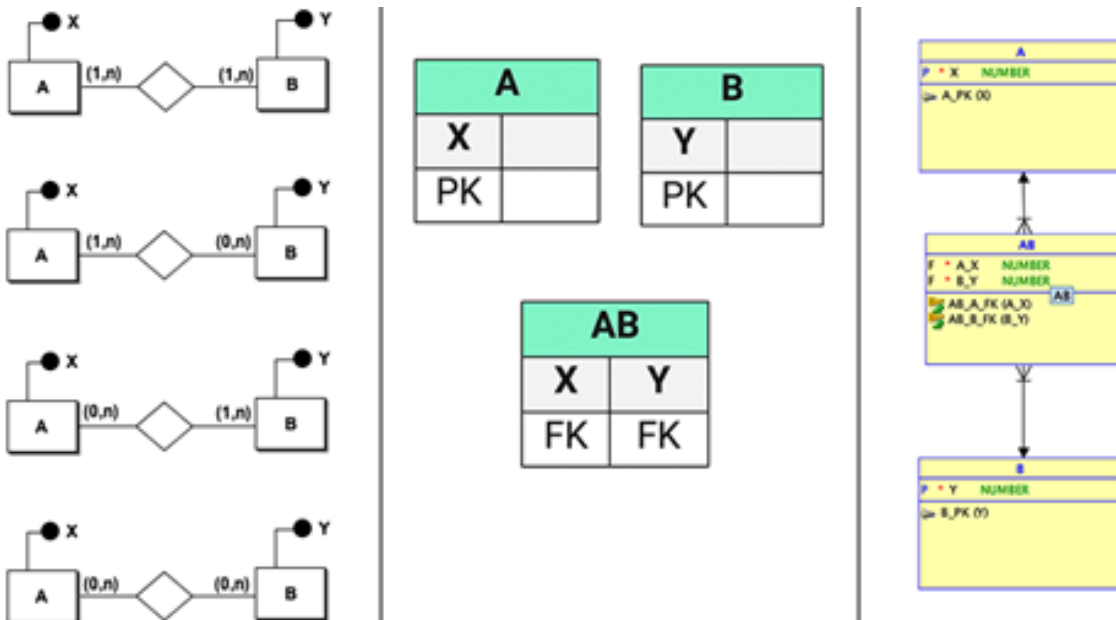 X Y
A (1,n) (1,n) B
X Y
A (1,n) (0,n) B
X Y
A (0,n) (1,n) B
X Y
A (0,n) (0,n) B
A
X
PK
B
Y
PK
AB
X Y
FK FK
A
P * X NUMBER
A_PK (X)
AB
F * A_X NUMBER
F * B_Y NUMBER
AB
AB_A_FK (A_X)
AB_B_FK (B_Y)
B
P * Y NUMBER
B_PK (Y)